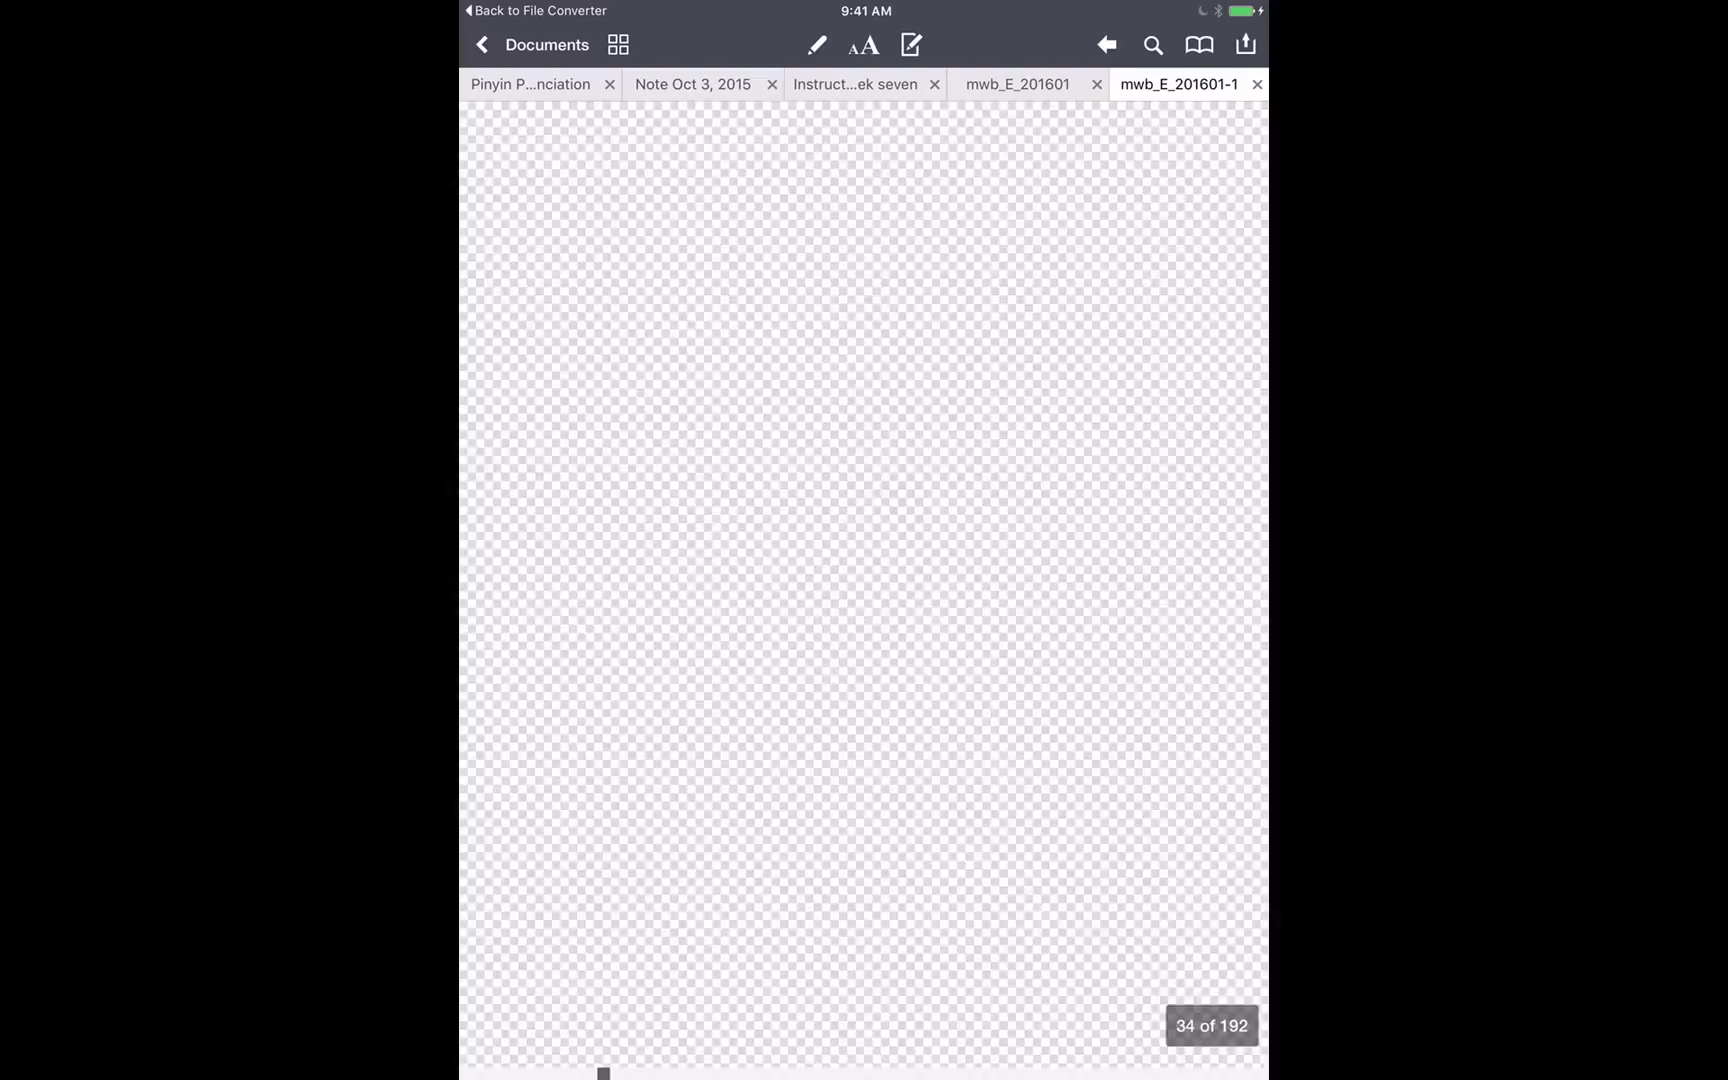 Back to File Converter
9:41 AM
Documents
AA
Pinyin P...nciation
Note Oct 3, 2015
Instruct...ek seven
mwb_E_201601
mwb_E_201601-1
34 of 192